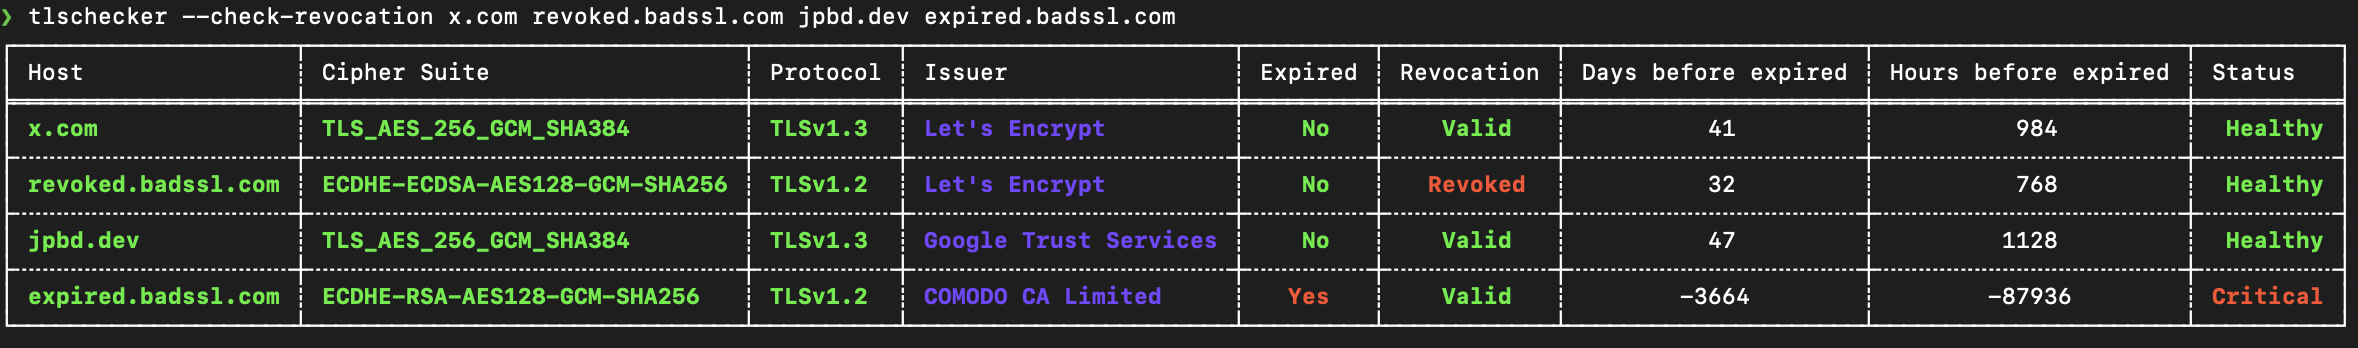 ❯ tlschecker --check-revocation x.com revoked.badssl.com jpbd.dev expired.badssl.com
Host Cipher Suite Protocol Issuer Expired Revocation Days before expired Hours before expired Status
x.com TLS_AES_256_GCM_SHA384 TLSv1.3 Let's Encrypt No Valid 41 984 Healthy
revoked.badssl.com ECDHE-ECDSA-AES128-GCM-SHA256 TLSv1.2 Let's Encrypt No Revoked 32 768 Healthy
jpbd.dev TLS_AES_256_GCM_SHA384 TLSv1.3 Google Trust Services No Valid 47 1128 Healthy
expired.badssl.com ECDHE-RSA-AES128-GCM-SHA256 TLSv1.2 COMODO CA Limited Yes Valid -3664 -87936 Critical